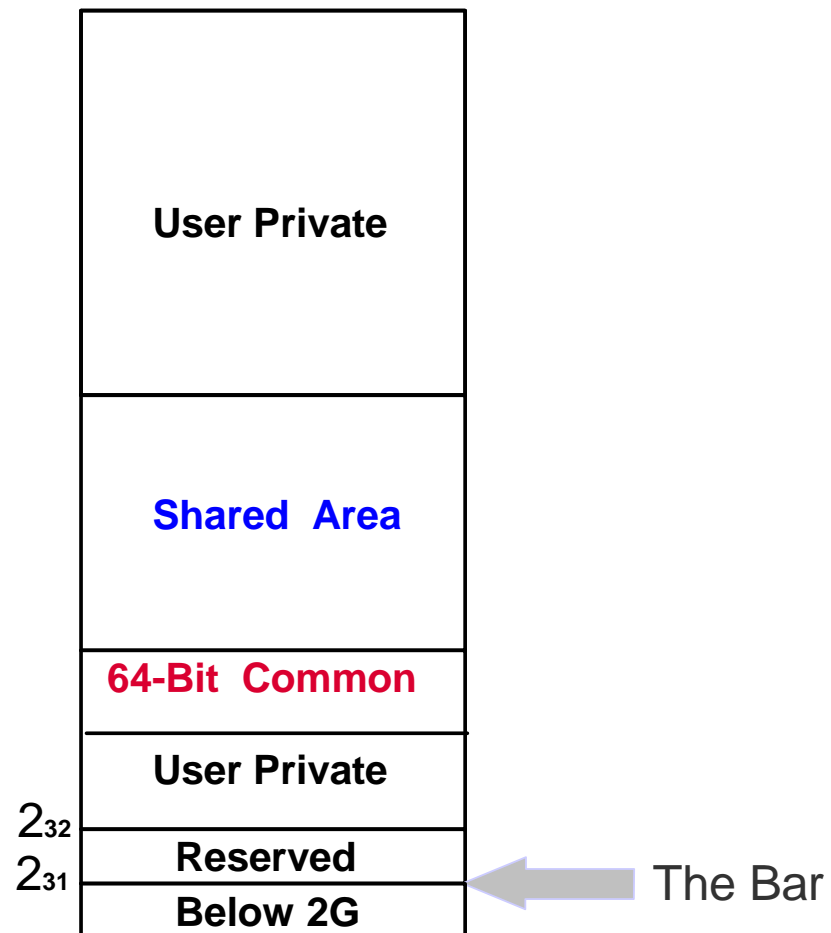 User Private
Shared Area
64-Bit Common
User Private
232
Reserved
231
The Bar
Below 2G